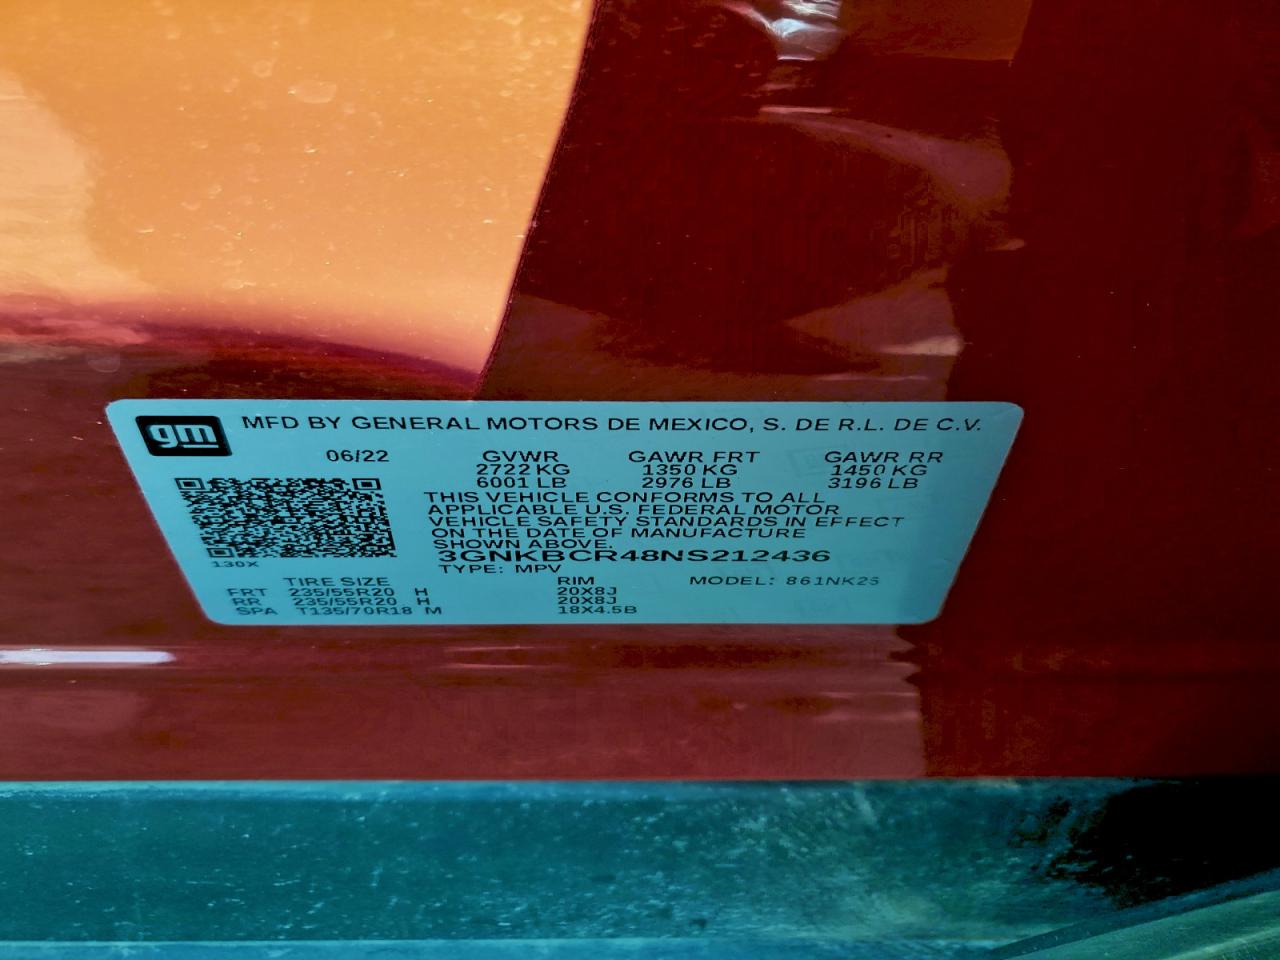 gm MFD BY GENERAL MOTORS DE MEXICO, S. DE R.L. DE C.V.
06/22 GVWR GAWR FRT GAWR RR
2722 KG 1350 KG 1450 KG
6001 LB 2976 LB 3196 LB
THIS VEHICLE CONFORMS TO ALL
APPLICABLE U.S. FEDERAL MOTOR
VEHICLE SAFETY STANDARDS IN EFFECT
ON THE DATE OF MANUFACTURE
SHOWN ABOVE.
3GNKBCR48NS212436
130X
TYPE: MPV
TIRE SIZE RIM MODEL: 861NK26
FRT 235/55R20 H 20X8J
RR 235/55R20 H 20X8J
SPA T135/70R18 M 18X4.5B